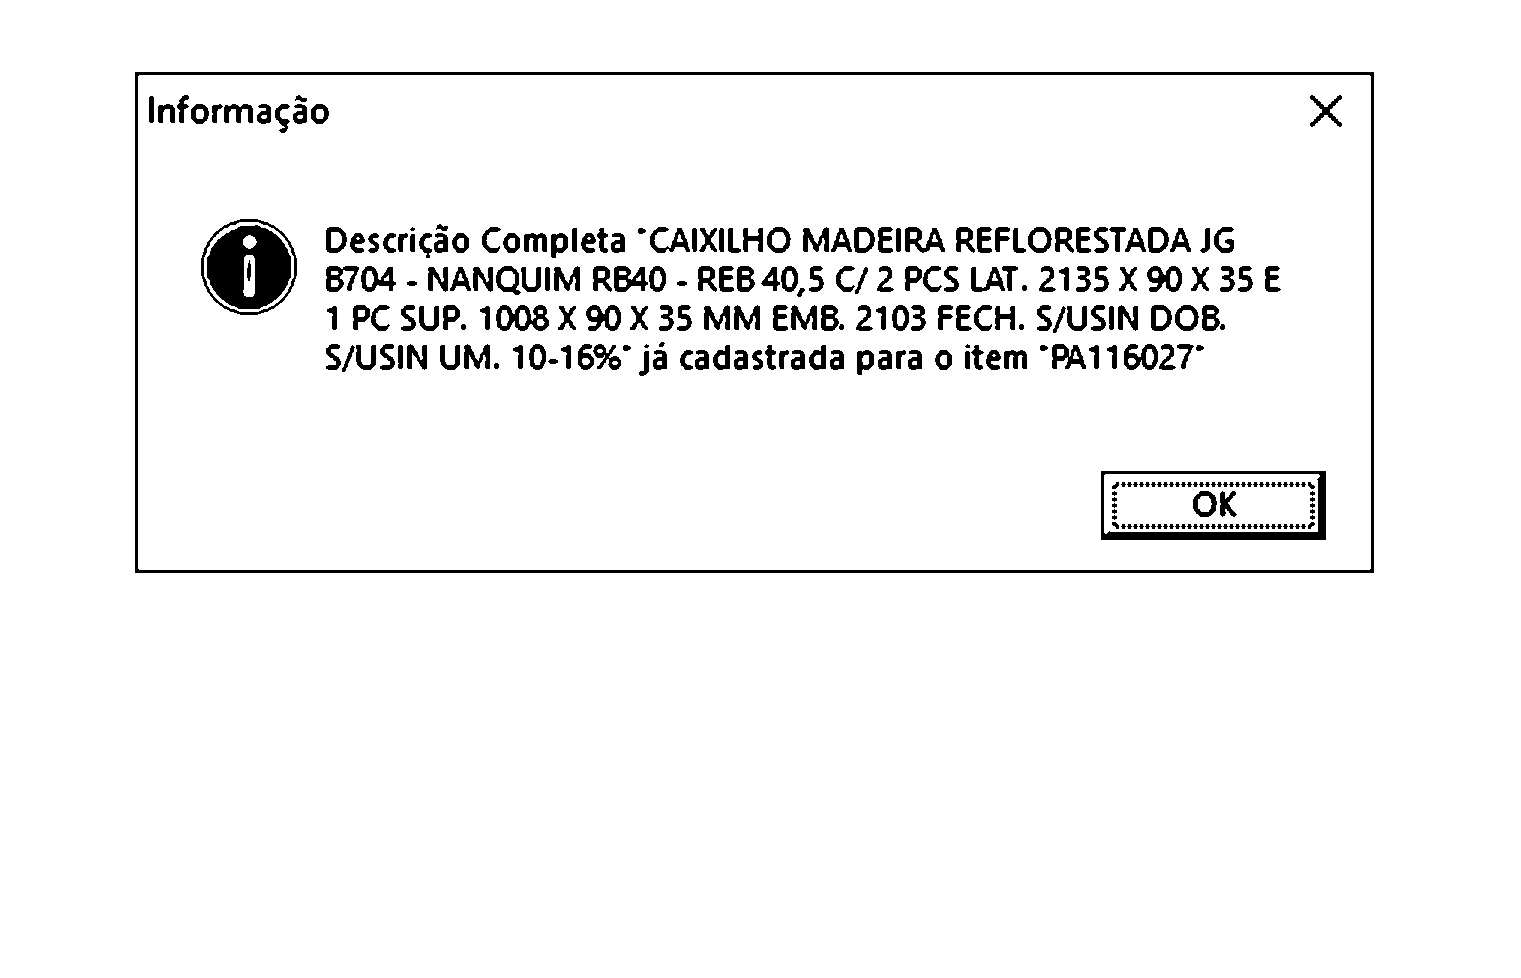 Informação
Descrição Completa "CAIXILHO MADEIRA REFLORESTADA JG
B704 - NANQUIM RB40 - REB 40,5 C/ 2 PCS LAT. 2135 X 90 X 35 E
1 PC SUP. 1008 X 90 X 35 MM EMB. 2103 FECH. S/USIN DOB.
S/USIN UM. 10-16%" já cadastrada para o item "PA116027"
OK